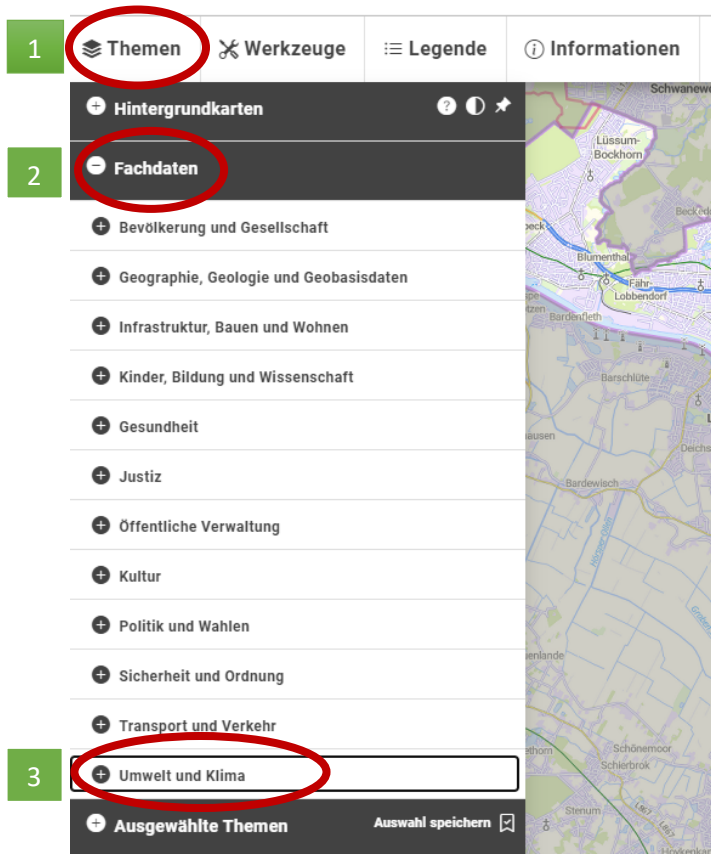 1
Themen Werkzeuge Legende Informationen
Hintergrundkarten
2
Fachdaten
Bevölkerung und Gesellschaft
Geographie, Geologie und Geobasisdaten
Infrastruktur, Bauen und Wohnen
Kinder, Bildung und Wissenschaft
Gesundheit
Justiz
Öffentliche Verwaltung
Kultur
Politik und Wahlen
Sicherheit und Ordnung
Transport und Verkehr
3
Umwelt und Klima
Ausgewählte Themen Auswahl speichern
Lüssum-
Bockhorn
Blumenthal
Fähr-
Lobbendorf
Bardenfleth
Barschlüte
Bardewisch
Schönemoor
Schierbrok
Stenum